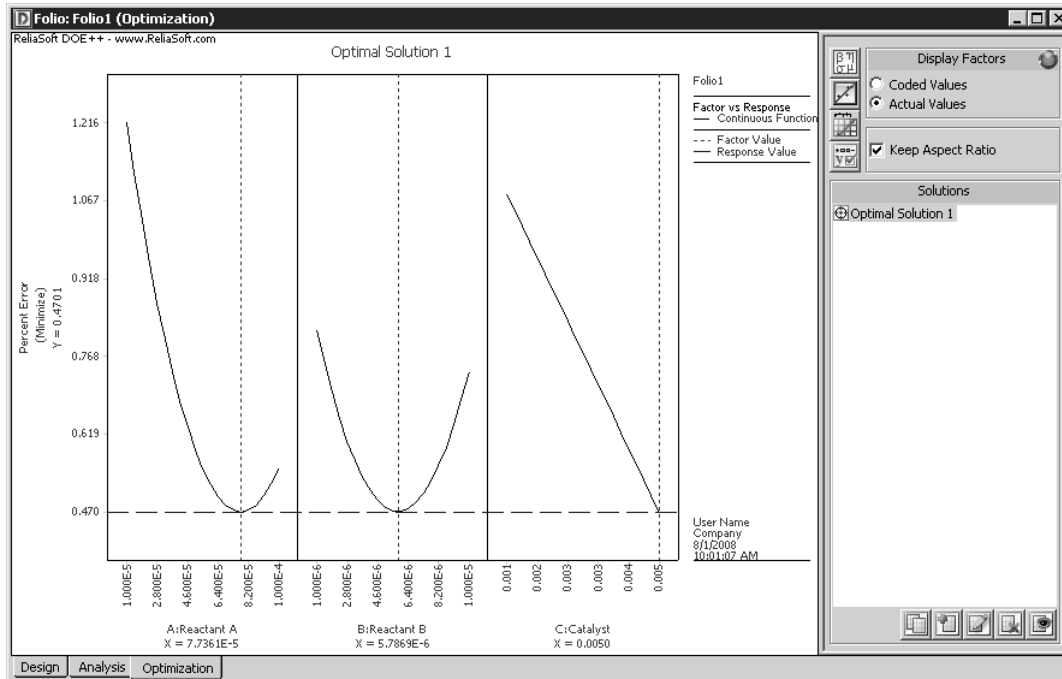 Folio: Folio1 (Optimization)
ReliaSoft DOE++ - www.ReliaSoft.com
Optimal Solution 1
Percent Error
(Minimize)
Y = 0.4701
1.216
1.067
0.918
0.768
0.619
0.470
1.000E-5
2.800E-5
4.600E-5
6.400E-5
8.200E-5
1.000E-4
A:Reactant A
X = 7.7361E-5
1.000E-6
2.800E-6
4.600E-6
6.400E-6
8.200E-6
1.000E-5
B:Reactant B
X = 5.7869E-6
0.001
0.002
0.003
0.003
0.004
0.005
C:Catalyst
X = 0.0050
Folio1
Factor vs Response
Continuous Function
Factor Value
Response Value
User Name
Company
8/1/2008
10:01:07 AM
Display Factors
Coded Values
Actual Values
Keep Aspect Ratio
Solutions
Optimal Solution 1
Design
Analysis
Optimization